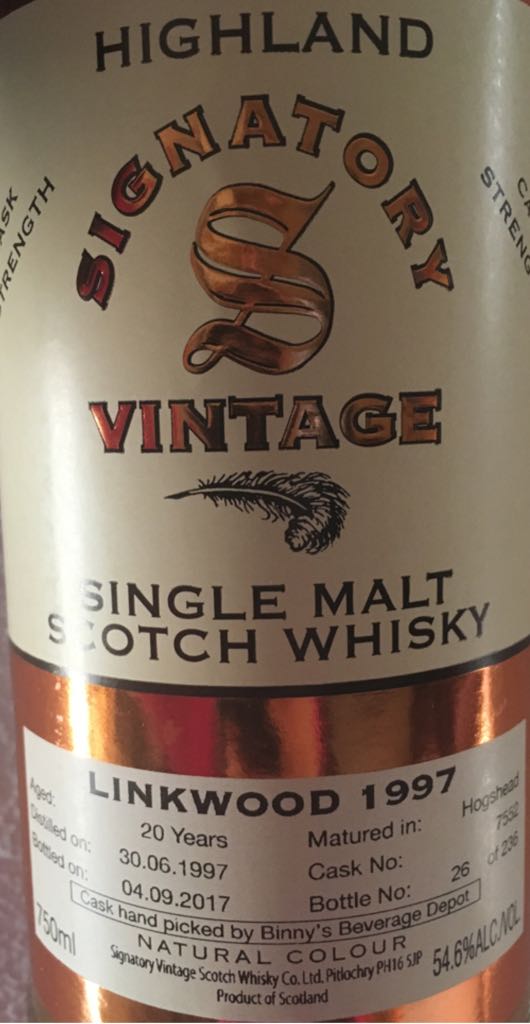 HIGHLAND
SIGNATORY
S
VINTAGE
CASK STRENGTH
SINGLE MALT
SCOTCH WHISKY
LINKWOOD 1997
Aged: 20 Years
Distilled on: 30.06.1997
Bottled on: 04.09.2017
Matured in: Hogshead
Cask No: 7552
Bottle No: 26 of 236
Cask hand picked by Binny's Beverage Depot
NATURAL COLOUR
750ml
Signatory Vintage Scotch Whisky Co. Ltd, Pitlochry PH16 5JP
54.6%ALC./VOL
Product of Scotland